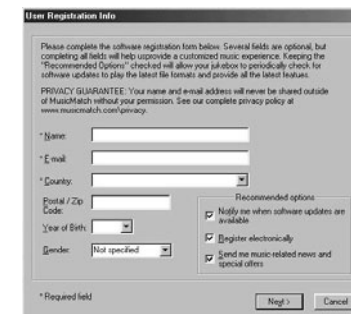 User Registration Info
Please complete the software registration form below. Several fields are optional, but
completing all fields will help usprovide a customized music experience. Keeping the
"Recommended Options" checked will allow your jukebox to periodically check for
software updates to play the latest file formats and provide all the latest featues.
PRIVACY GUARANTEE: Your name and e-mail address will never be shared outside
of MusicMatch without your permission. See our complete privacy policy at
www.musicmatch.com\privacy.
* Name:
* E-mail:
* Country:
Postal / Zip
Code:
Year of Birth:
Gender:
Not specified
Recommended options
Notify me when software updates are
available
Register electronically
Send me music-related news and
special offers
* Required field
Next >
Cancel